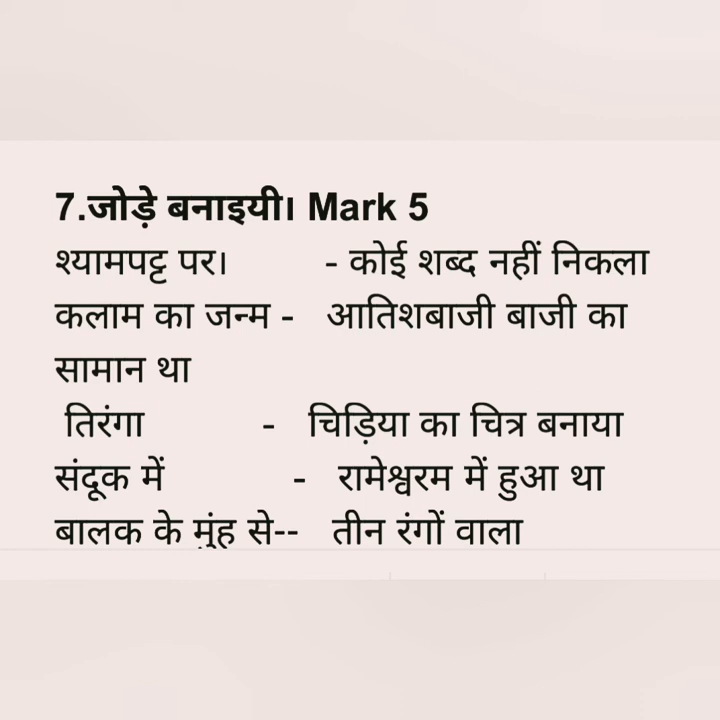 7.जोड़े बनाइयी। Mark 5
श्यामपट्ट पर। - कोई शब्द नहीं निकला
कलाम का जन्म - आतिशबाजी बाजी का
सामान था
तिरंगा - चिड़िया का चित्र बनाया
संदूक में - रामेश्वरम में हुआ था
बालक के मुंह से-- तीन रंगों वाला